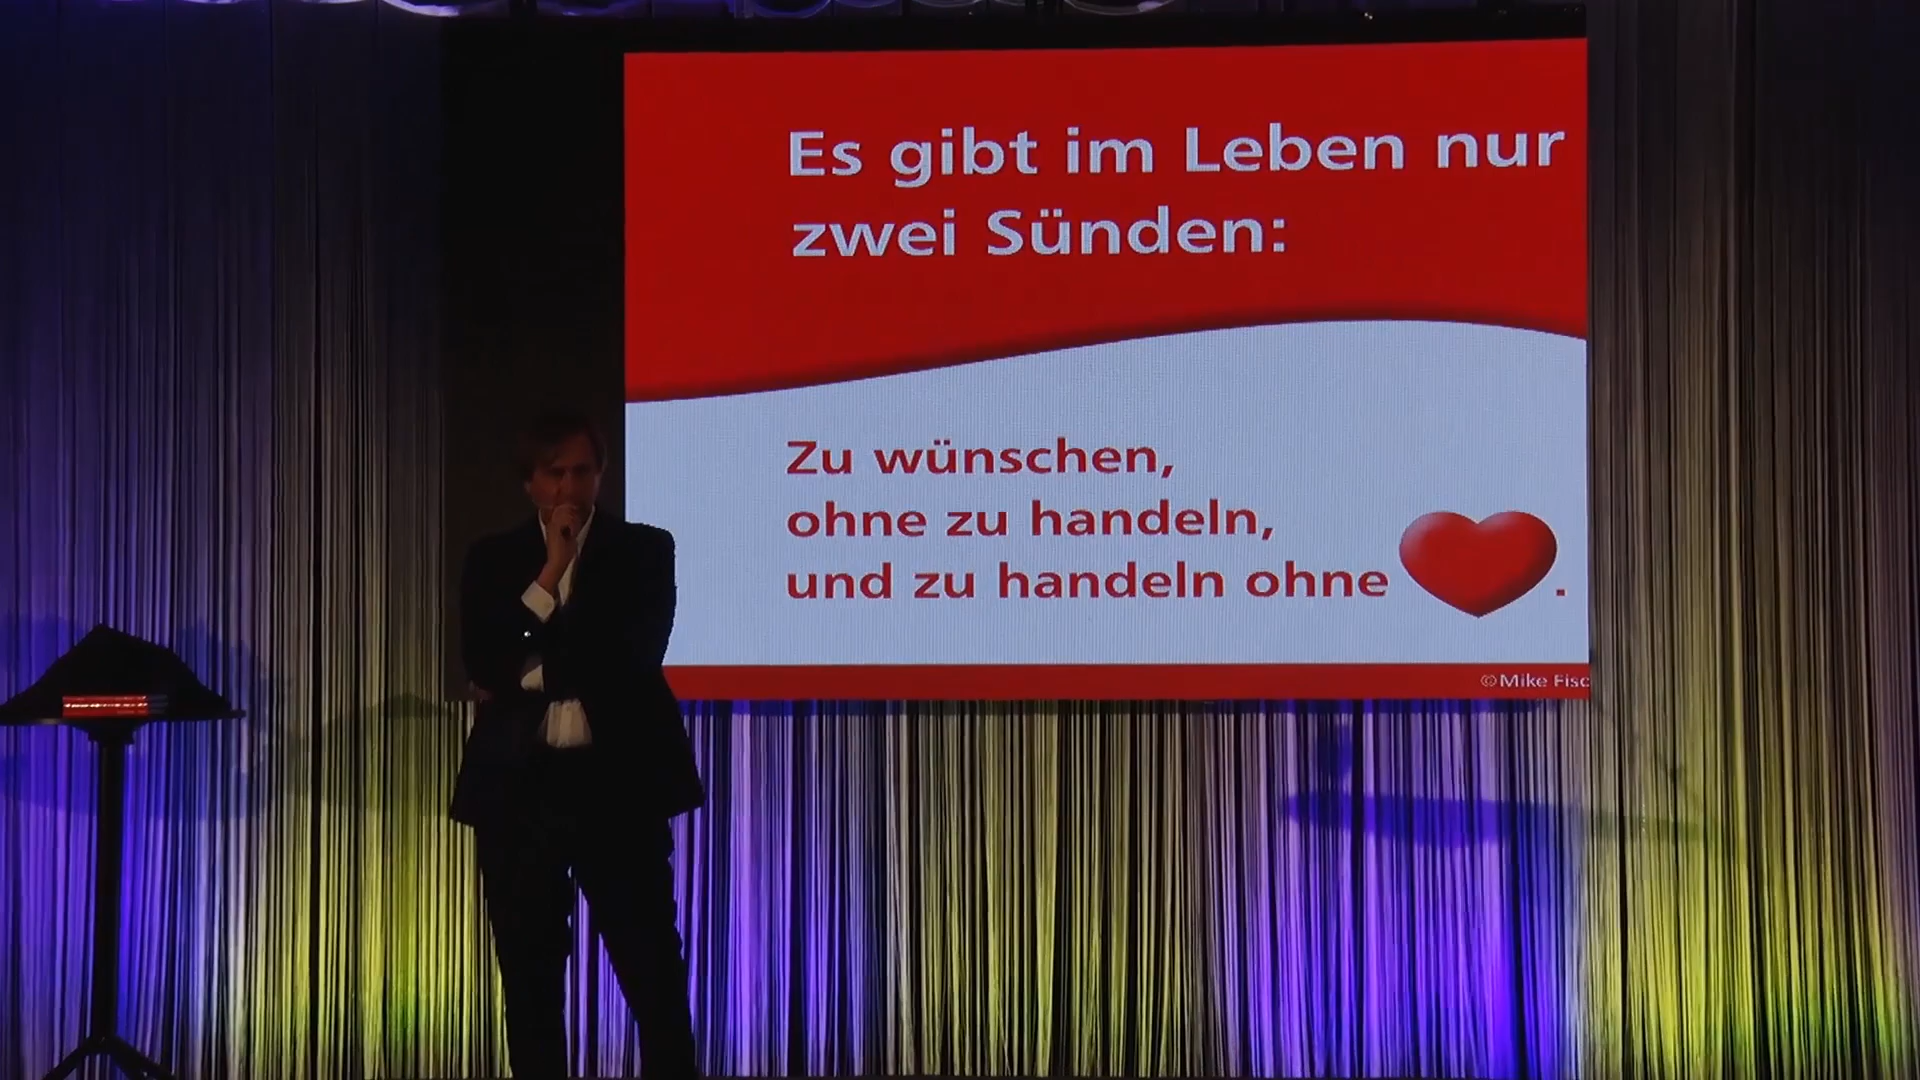 Es gibt im Leben nur
zwei Sünden:
Zu wünschen,
ohne zu handeln,
und zu handeln ohne
.
©Mike Fisc